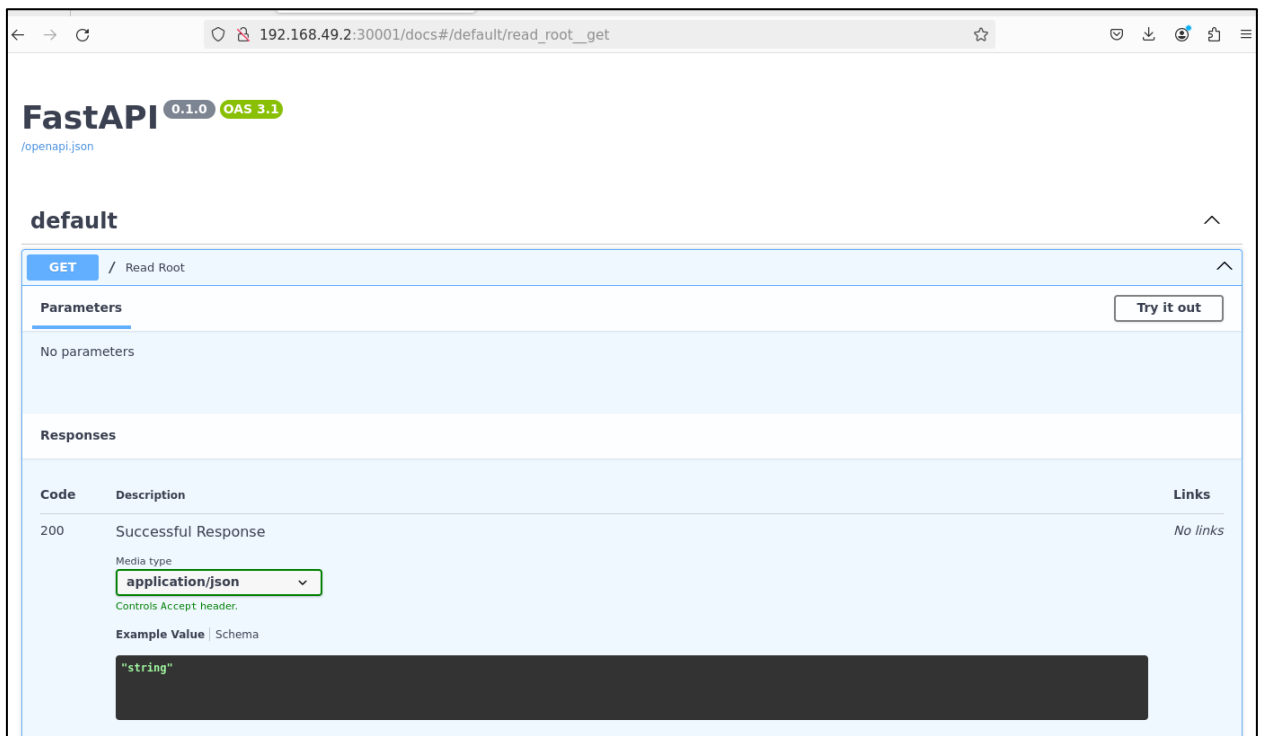 192.168.49.2:30001/docs#/default/read_root__get
FastAPI 0.1.0 OAS 3.1
/openapi.json
default
GET / Read Root
Parameters Try it out
No parameters
Responses
Code Description Links
200 Successful Response No links
Media type
application/json
Controls Accept header.
Example Value Schema
"string"